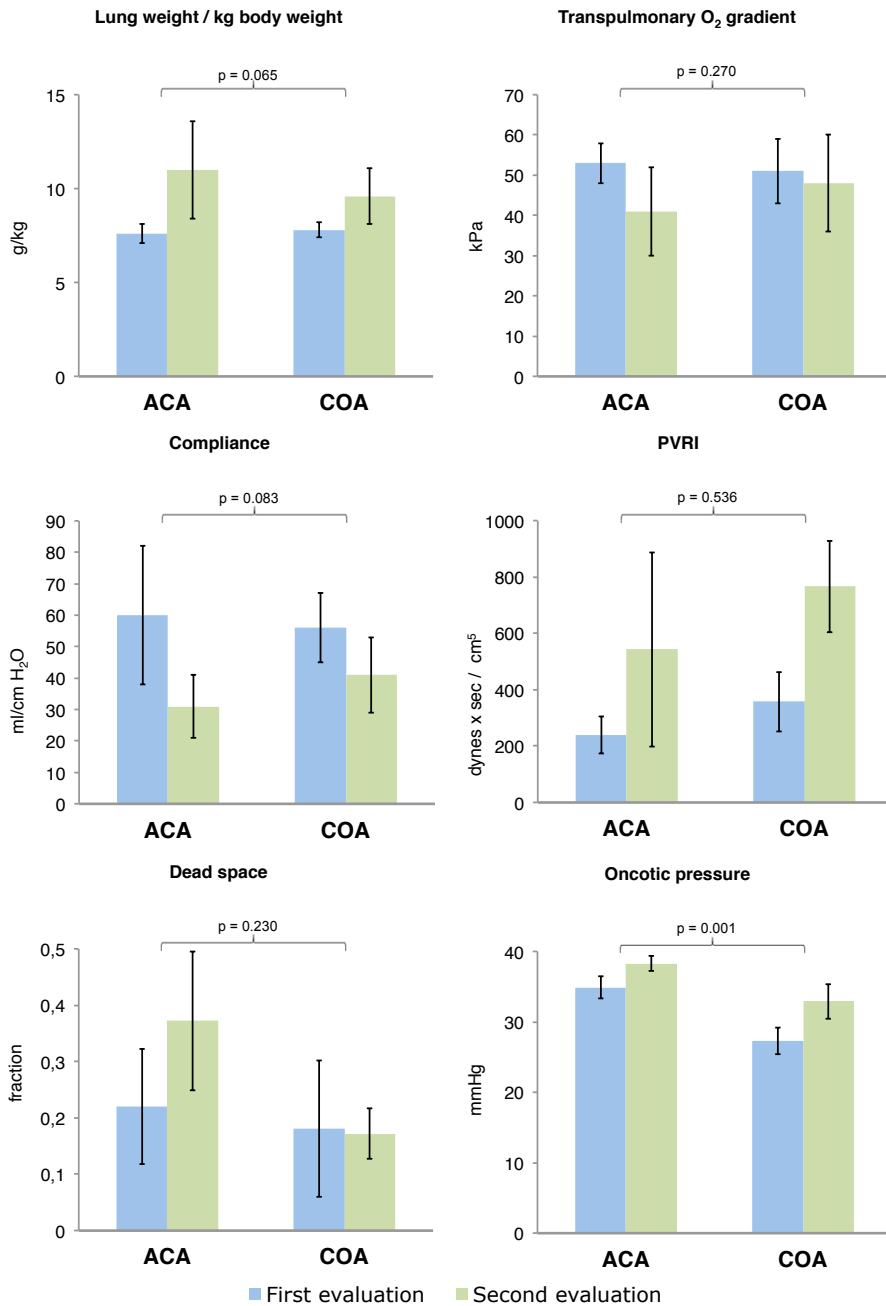 Lung weight / kg body weight
p = 0.065
15
10
5
0
g/kg
ACA COA
Transpulmonary O₂ gradient
p = 0.270
70
60
50
40
30
20
10
0
kPa
ACA COA
Compliance
p = 0.083
90
80
70
60
50
40
30
20
10
0
ml/cm H₂O
ACA COA
PVRI
p = 0.536
1000
800
600
400
200
0
dynes x sec / cm⁵
ACA COA
Dead space
p = 0.230
0,5
0,4
0,3
0,2
0,1
0
fraction
ACA COA
Oncotic pressure
p = 0.001
40
30
20
10
0
mmHg
ACA COA
First evaluation Second evaluation